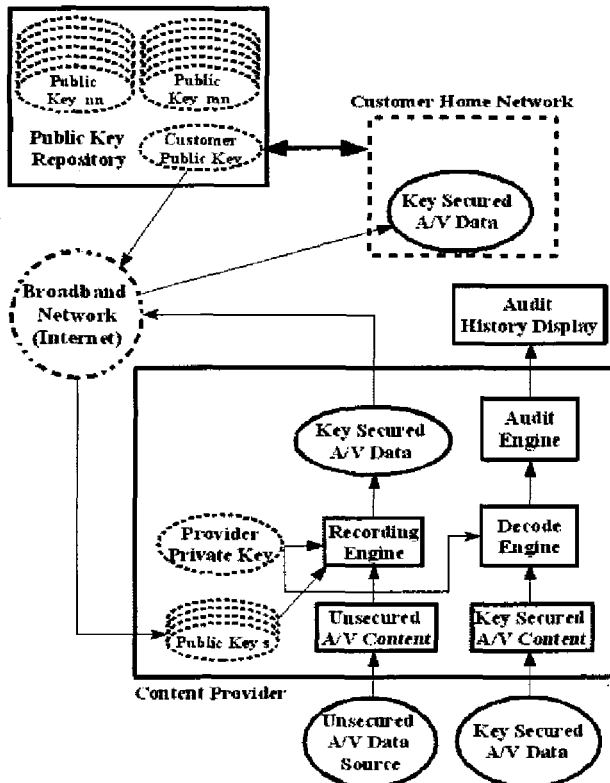 Public
Key nn
Public
Key mn
Public Key
Repository
Customer
Public Key
Customer Home Network
Key Secured
A/V Data
Broadband
Network
(Internet)
Audit
History Display
Key Secured
A/V Data
Audit
Engine
Provider
Private Key
Recording
Engine
Decode
Engine
Public Key s
Unsecured
A/V Content
Key Secured
A/V Content
Content Provider
Unsecured
A/V Data
Source
Key Secured
A/V Data